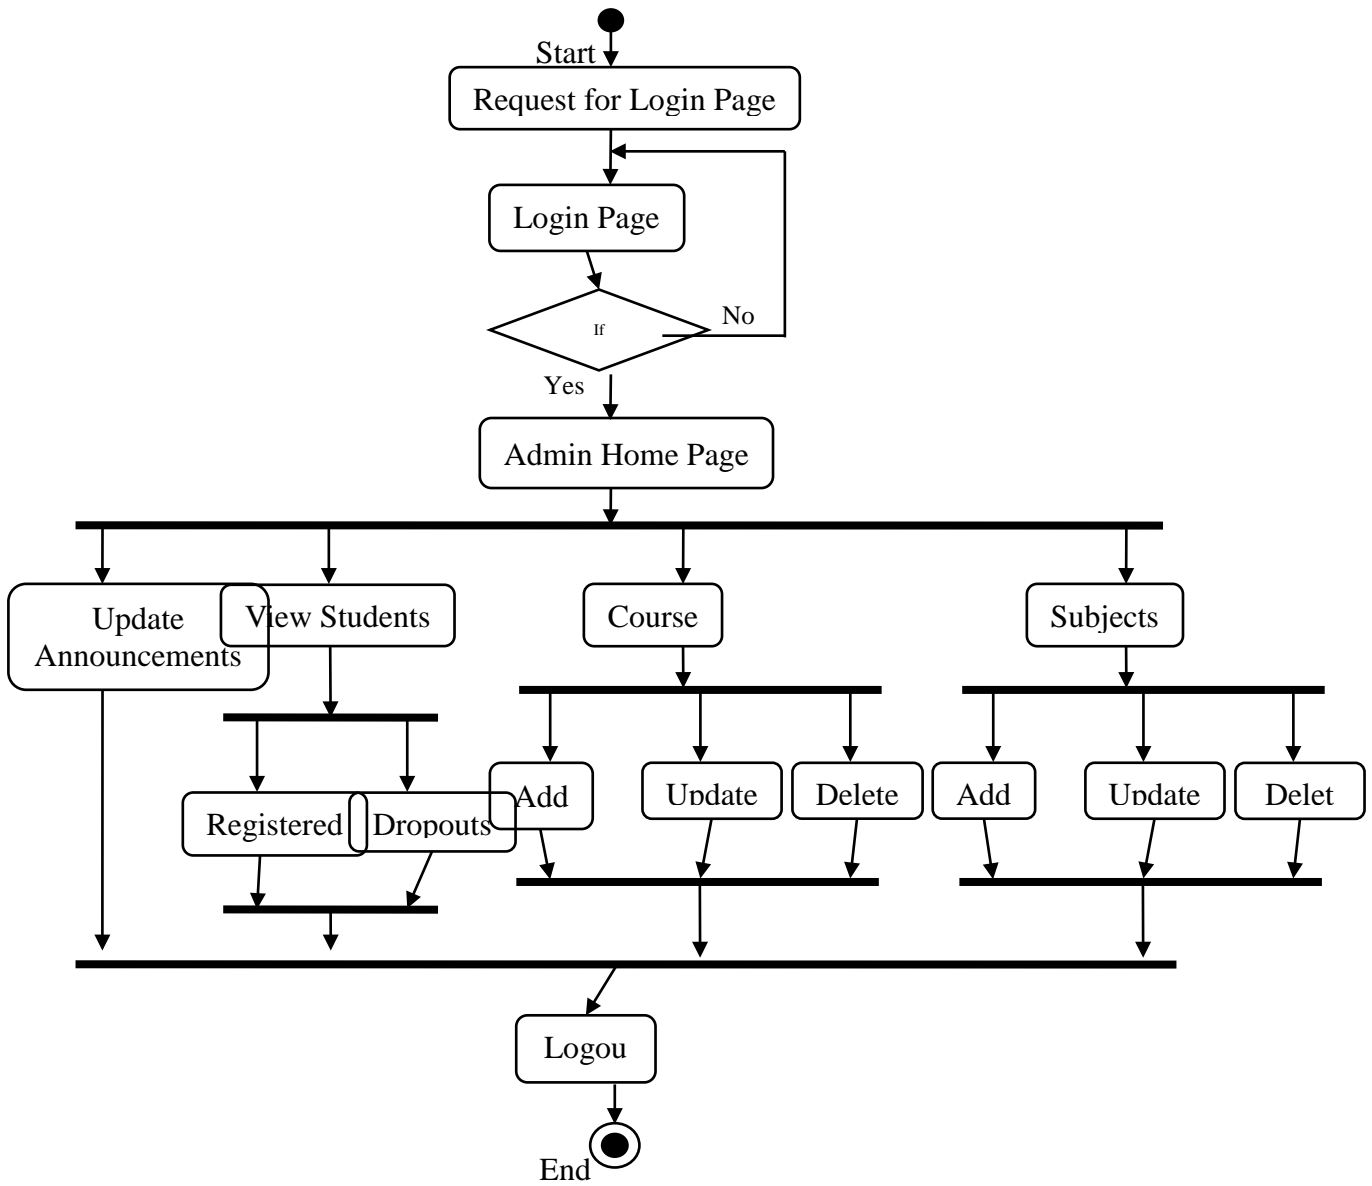 Start
Request for Login Page
Login Page
If
No
Yes
Admin Home Page
Update
Announcements
View Students
Course
Subjects
Registered
Dropouts
Add
Update
Delete
Add
Update
Delet
Logou
End